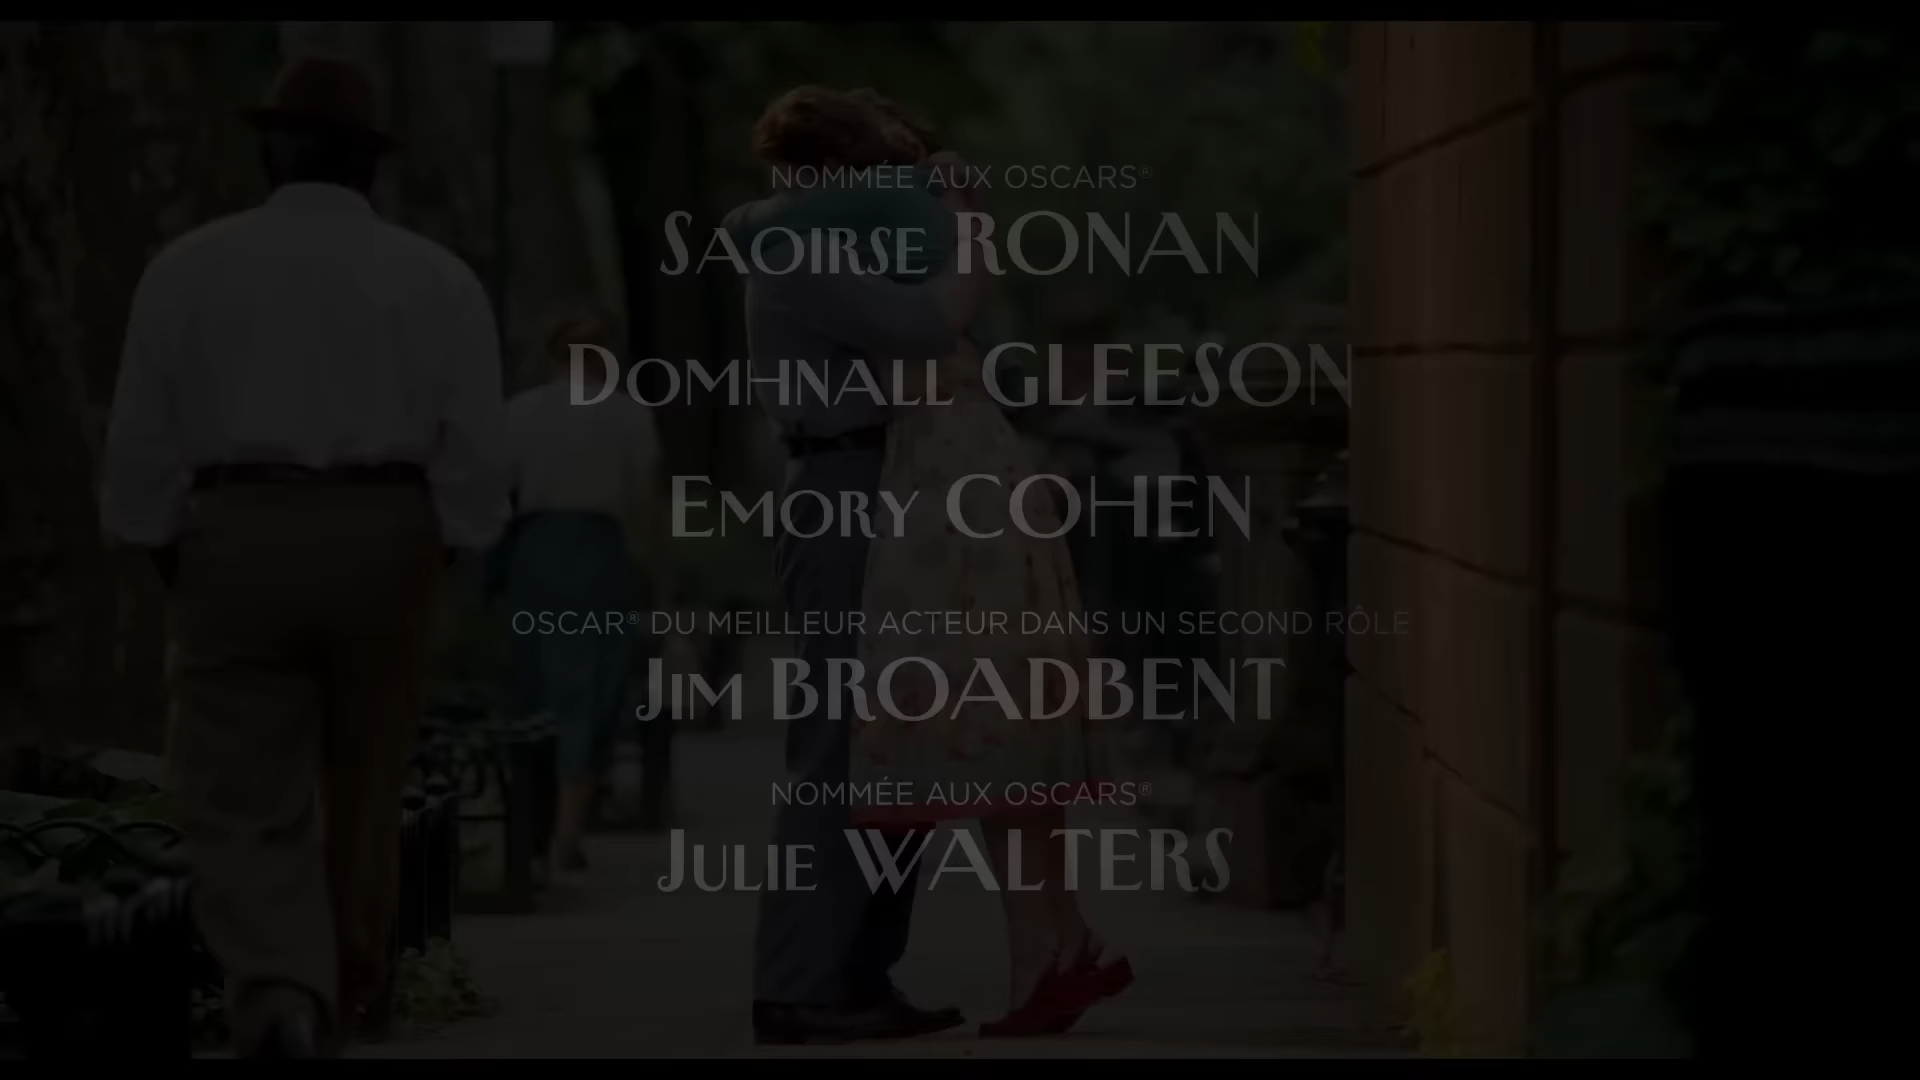 NOMMÉE AUX OSCARS®
SAOIRSE RONAN
DOMHNALL GLEESON
EMORY COHEN
OSCAR® DU MEILLEUR ACTEUR DANS UN SECOND RÔLE
JIM BROADBENT
NOMMÉE AUX OSCARS®
JULIE WALTERS